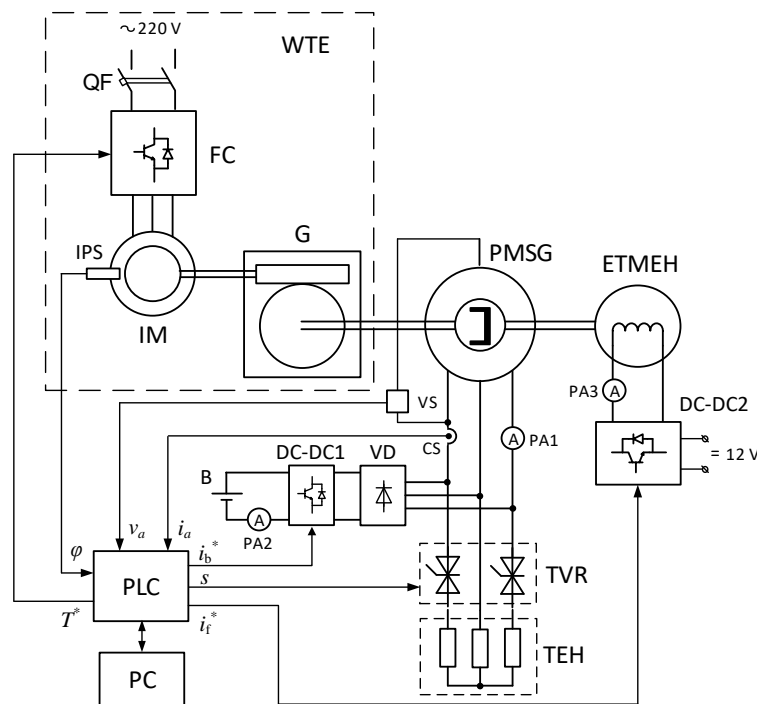 ~ 220 V
WTE
QF
FC
IPS
G
IM
PMSG
ETMEH
VS
CS
A
PA1
PA3
A
DC-DC2
= 12 V
DC-DC1
VD
B
A
PA2
v_a
i_a
i_b^*
φ
s
PLC
T^*
i_f^*
TVR
TEH
PC